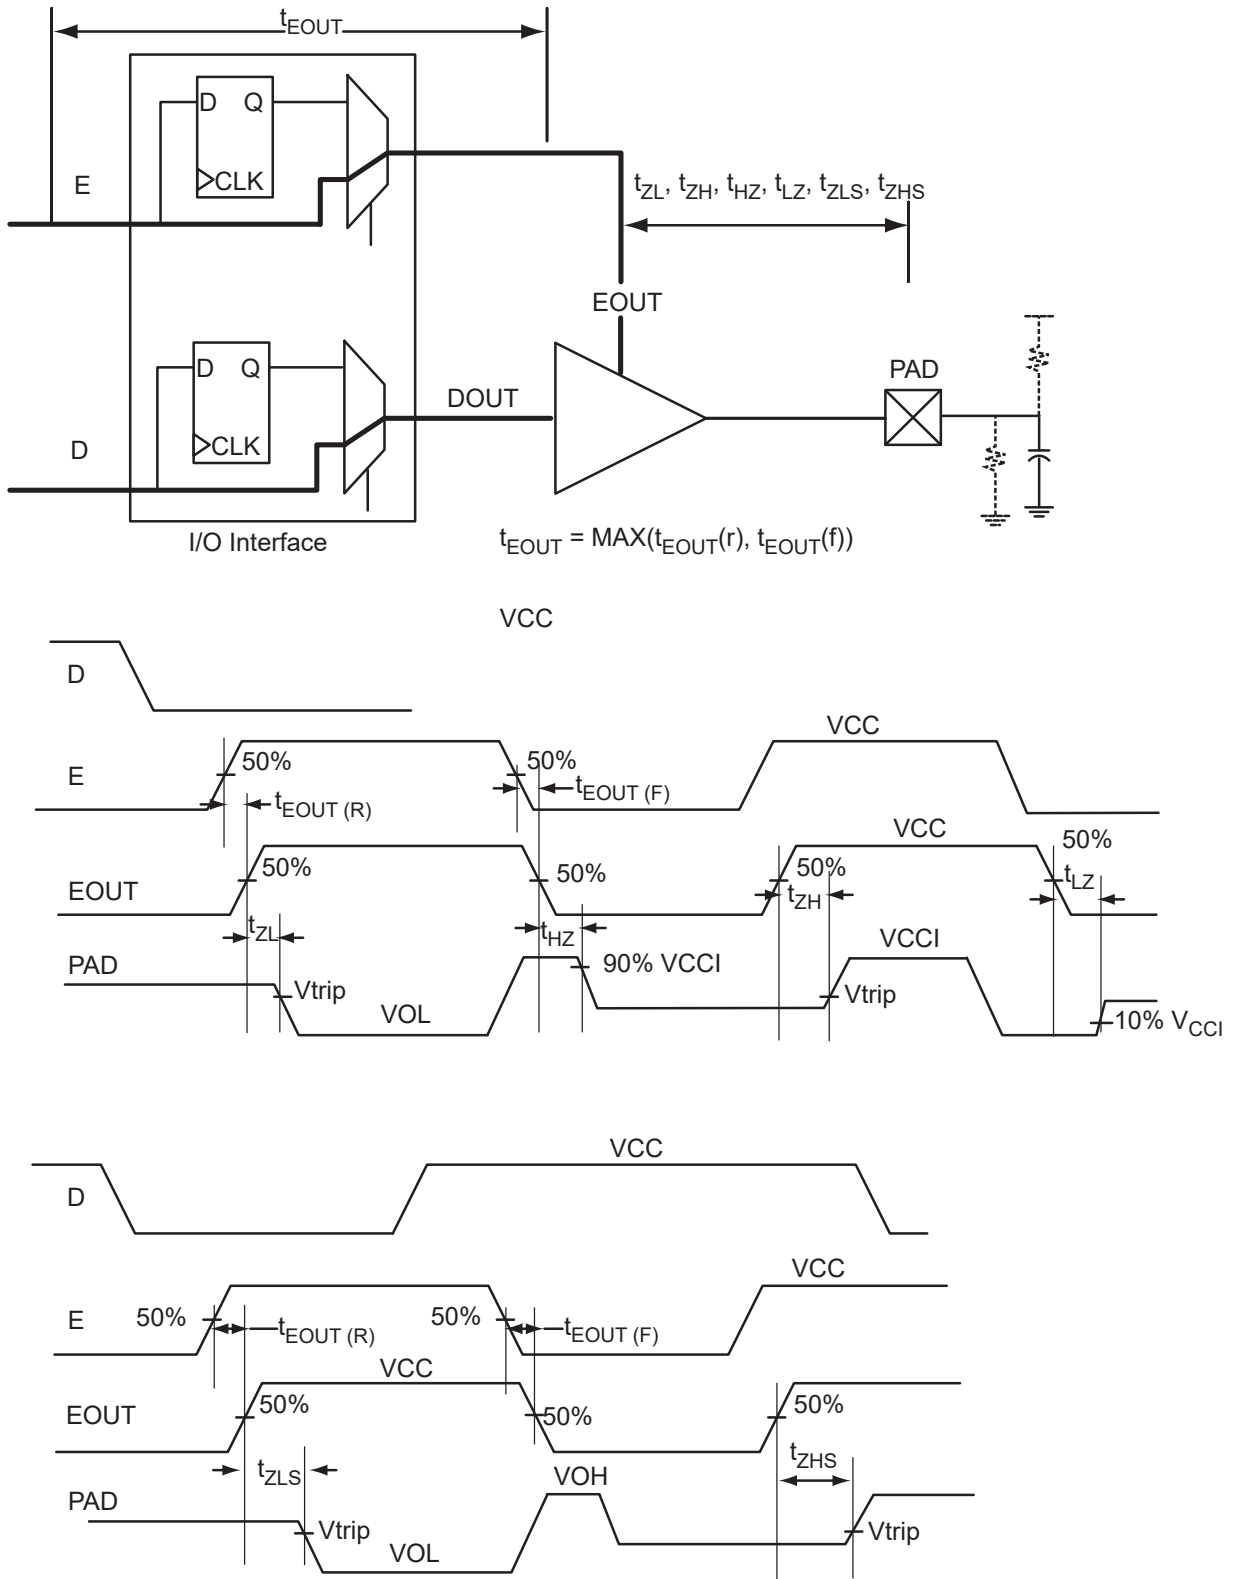 tEOUT
D Q
CLK
E
tZL, tZH, tHZ, tLZ, tZLS, tZHS
EOUT
D Q
CLK
DOUT
PAD
D
I/O Interface
tEOUT = MAX(tEOUT(r), tEOUT(f))
VCC
D
VCC
50%
50%
E
tEOUT (R)
tEOUT (F)
VCC
50%
50%
50%
50%
EOUT
tZL
tHZ
tZH
tLZ
VCCI
PAD
90% VCCI
Vtrip
Vtrip
VOL
10% VCCI
VCC
D
VCC
50%
50%
E
tEOUT (R)
tEOUT (F)
VCC
50%
50%
50%
EOUT
tZLS
tZHS
VOH
PAD
Vtrip
Vtrip
VOL